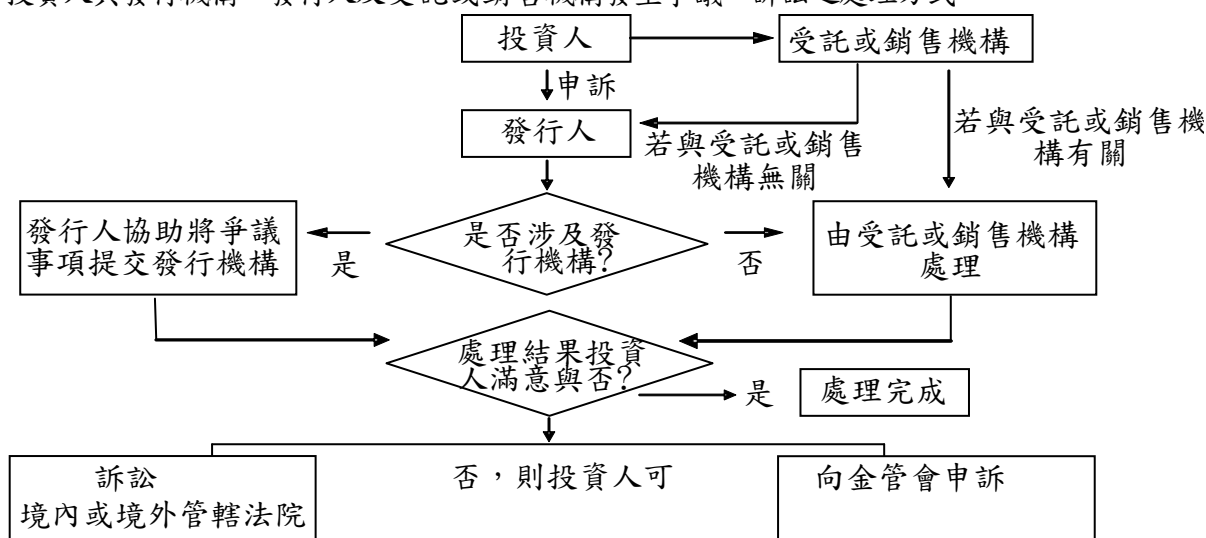 投資人
受託或銷售機構
申訴
發行人
若與受託或銷售
機構無關
若與受託或銷售機
構有關
發行人協助將爭議
事項提交發行機構
是
是否涉及發
行機構?
否
由受託或銷售機構
處理
處理結果投資
人滿意與否?
是
處理完成
訴訟
境內或境外管轄法院
否,則投資人可
向金管會申訴